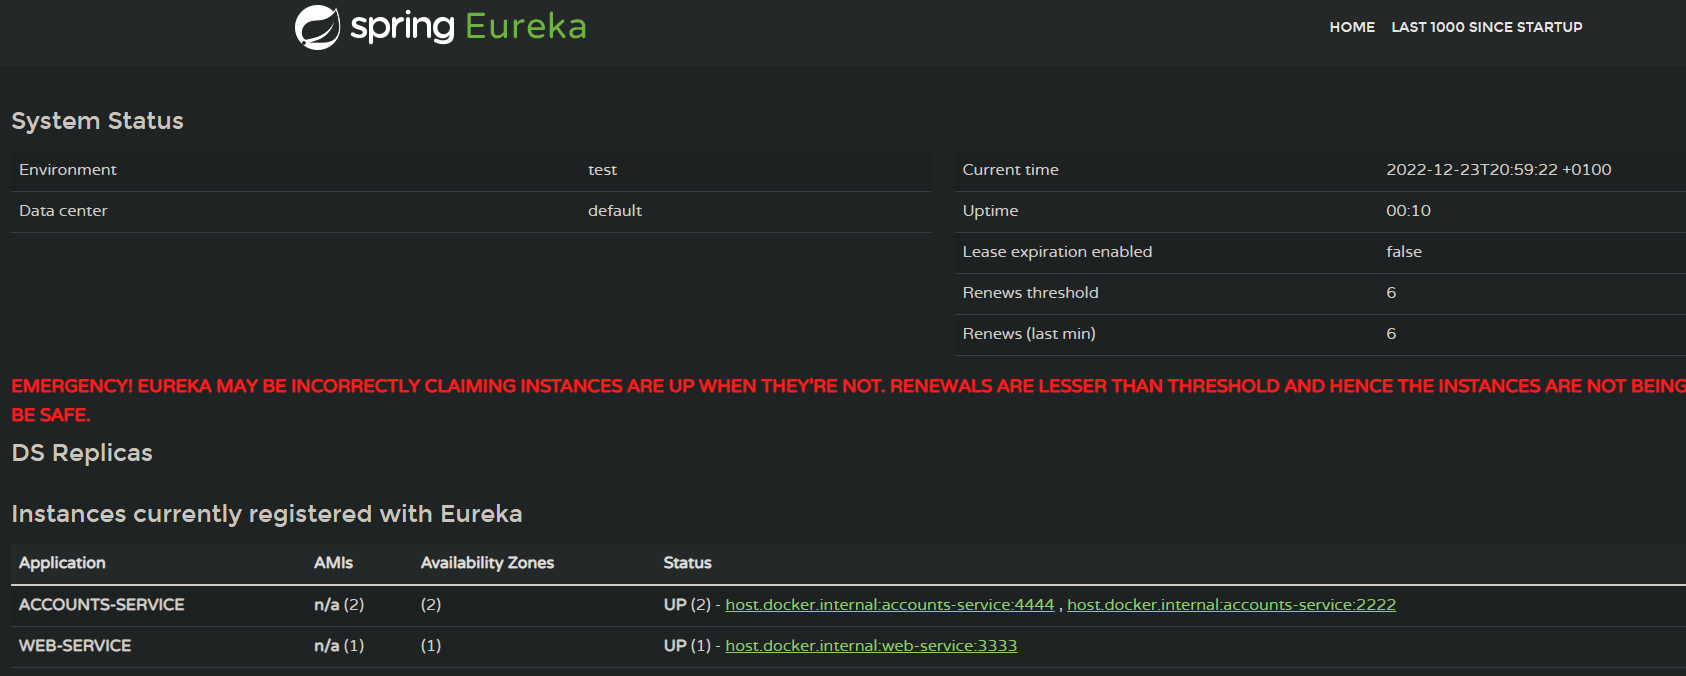 spring Eureka
HOME LAST 1000 SINCE STARTUP
System Status
Environment test
Data center default
Current time 2022-12-23T20:59:22 +0100
Uptime 00:10
Lease expiration enabled false
Renews threshold 6
Renews (last min) 6
EMERGENCY! EUREKA MAY BE INCORRECTLY CLAIMING INSTANCES ARE UP WHEN THEY'RE NOT. RENEWALS ARE LESSER THAN THRESHOLD AND HENCE THE INSTANCES ARE NOT BEING
BE SAFE.
DS Replicas
Instances currently registered with Eureka
Application AMIs Availability Zones Status
ACCOUNTS-SERVICE n/a (2) (2) UP (2) - host.docker.internal:accounts-service:4444 , host.docker.internal:accounts-service:2222
WEB-SERVICE n/a (1) (1) UP (1) - host.docker.internal:web-service:3333